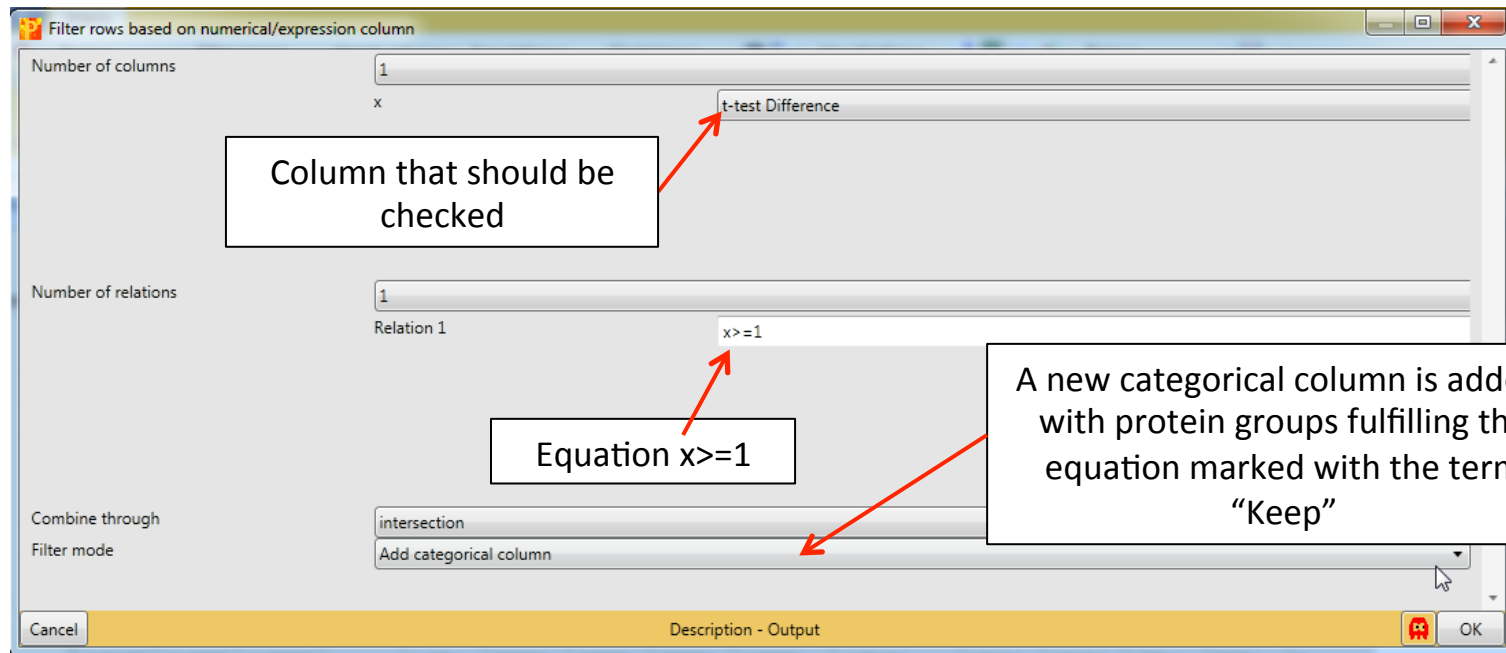 Filter rows based on numerical/expression column
Number of columns
1
x
t-test Difference
Column that should be
checked
Number of relations
1
Relation 1
x>=1
Equation x>=1
A new categorical column is adde
with protein groups fulfilling th
equation marked with the tern
“Keep”
Combine through
intersection
Filter mode
Add categorical column
Cancel
Description - Output
OK